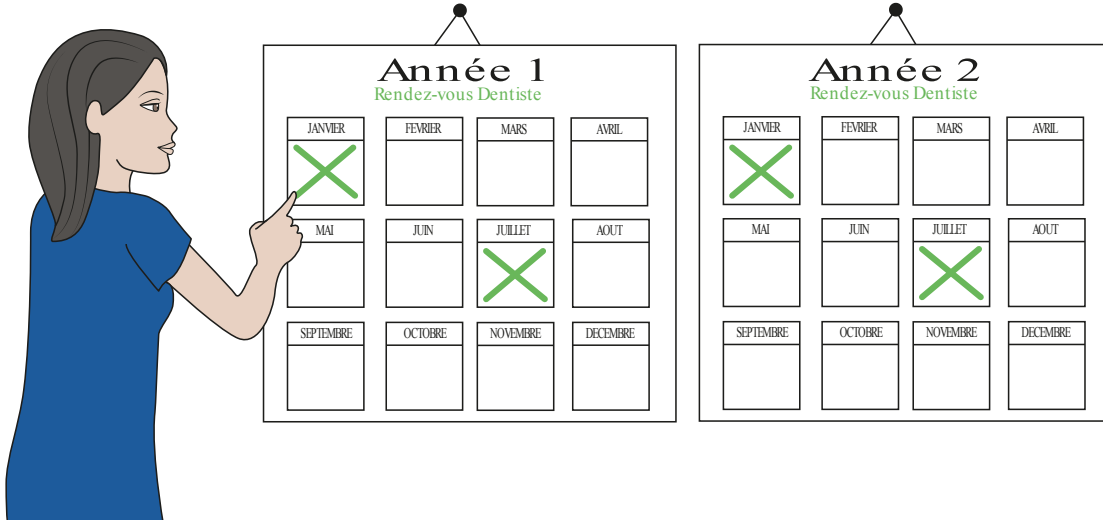 Année 1
Rendez-vous Dentiste
JANVIER FEVRIER MARS AVRIL
MAI JUIN JUILLET AOUT
SEPTEMBRE OCTOBRE NOVEMBRE DECEMBRE
Année 2
Rendez-vous Dentiste
JANVIER FEVRIER MARS AVRIL
MAI JUIN JUILLET AOUT
SEPTEMBRE OCTOBRE NOVEMBRE DECEMBRE